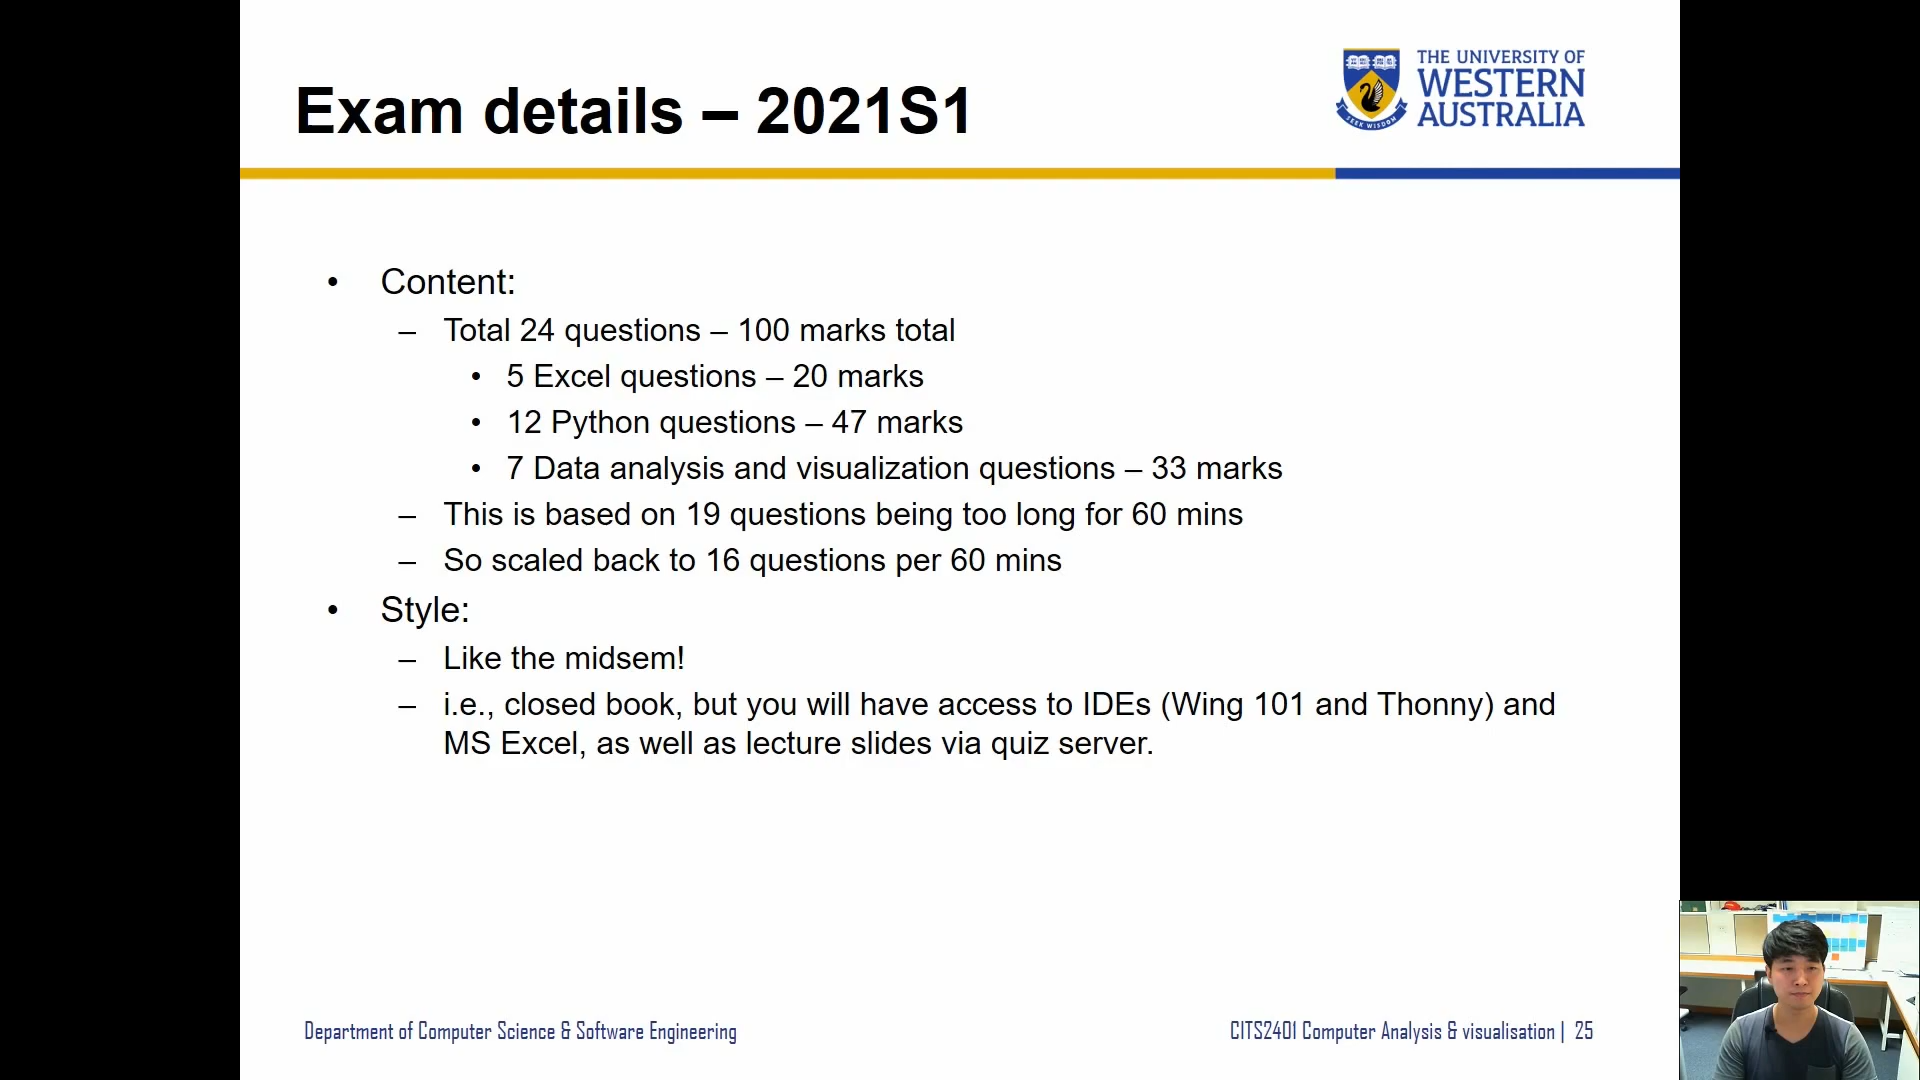 Exam details – 2021S1
THE UNIVERSITY OF
WESTERN
AUSTRALIA
SEEK WISDOM
• Content:
– Total 24 questions – 100 marks total
• 5 Excel questions – 20 marks
• 12 Python questions – 47 marks
• 7 Data analysis and visualization questions – 33 marks
– This is based on 19 questions being too long for 60 mins
– So scaled back to 16 questions per 60 mins
• Style:
– Like the midsem!
– i.e., closed book, but you will have access to IDEs (Wing 101 and Thonny) and
MS Excel, as well as lecture slides via quiz server.
Department of Computer Science & Software Engineering
CITS2401 Computer Analysis & visualisation | 25